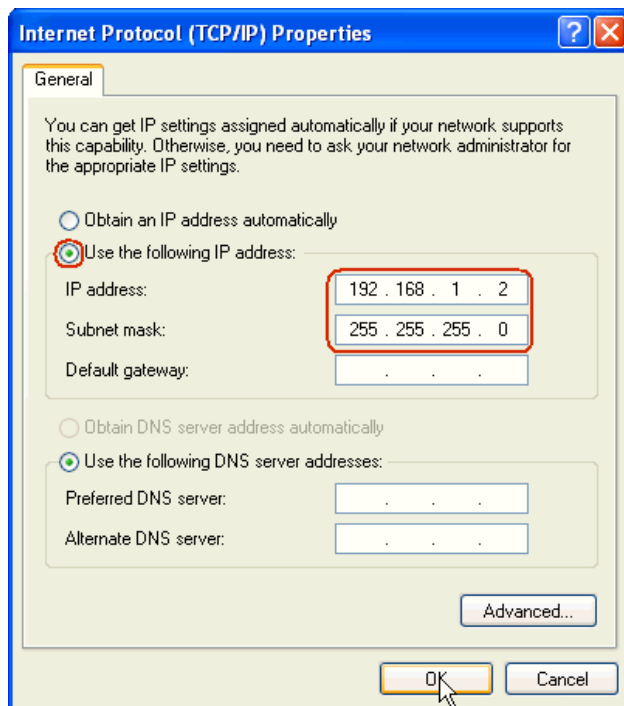 Internet Protocol (TCP/IP) Properties
General
You can get IP settings assigned automatically if your network supports
this capability. Otherwise, you need to ask your network administrator for
the appropriate IP settings.
Obtain an IP address automatically
Use the following IP address:
IP address: 192 . 168 . 1 . 2
Subnet mask: 255 . 255 . 255 . 0
Default gateway: . . .
Obtain DNS server address automatically
Use the following DNS server addresses:
Preferred DNS server: . . .
Alternate DNS server: . . .
Advanced...
OK Cancel